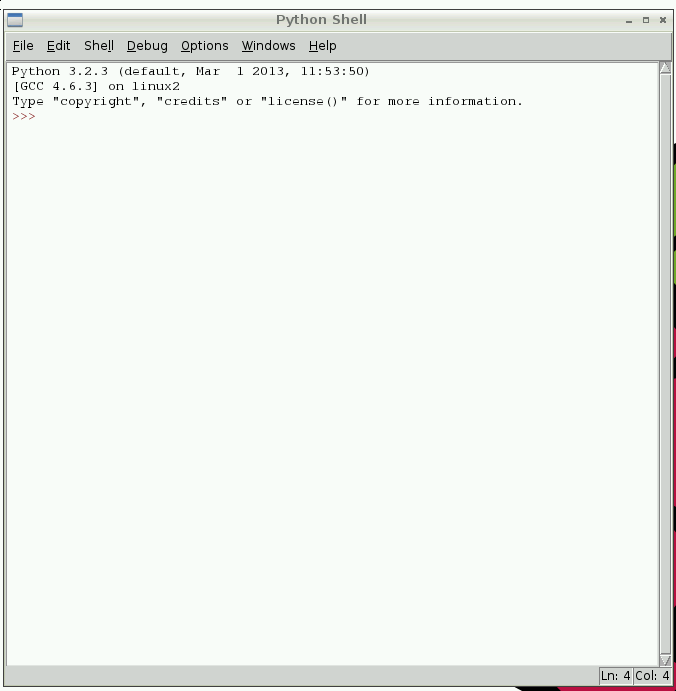 Python Shell
File Edit Shell Debug Options Windows Help
Python 3.2.3 (default, Mar  1 2013, 11:53:50)
[GCC 4.6.3] on linux2
Type "copyright", "credits" or "license()" for more information.
>>>
Ln: 4 Col: 4